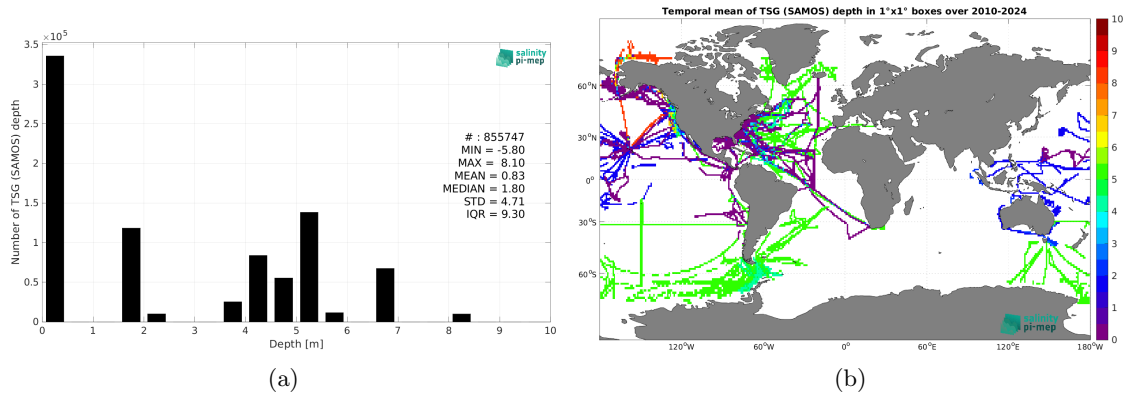 ×10⁵
3.5
3
2.5
2
1.5
1
0.5
0
Number of TSG (SAMOS) depth
0 1 2 3 4 5 6 7 8 9 10
Depth [m]
salinity
pi-mep
# : 855747
MIN = -5.80
MAX = 8.10
MEAN = 0.83
MEDIAN = 1.80
STD = 4.71
IQR = 9.30
(a)
Temporal mean of TSG (SAMOS) depth in 1°x1° boxes over 2010-2024
60°N
30°N
0°
30°S
60°S
120°W 60°W 0° 60°E 120°E 180°W
salinity
pi-mep
10
9
8
7
6
5
4
3
2
1
0
(b)